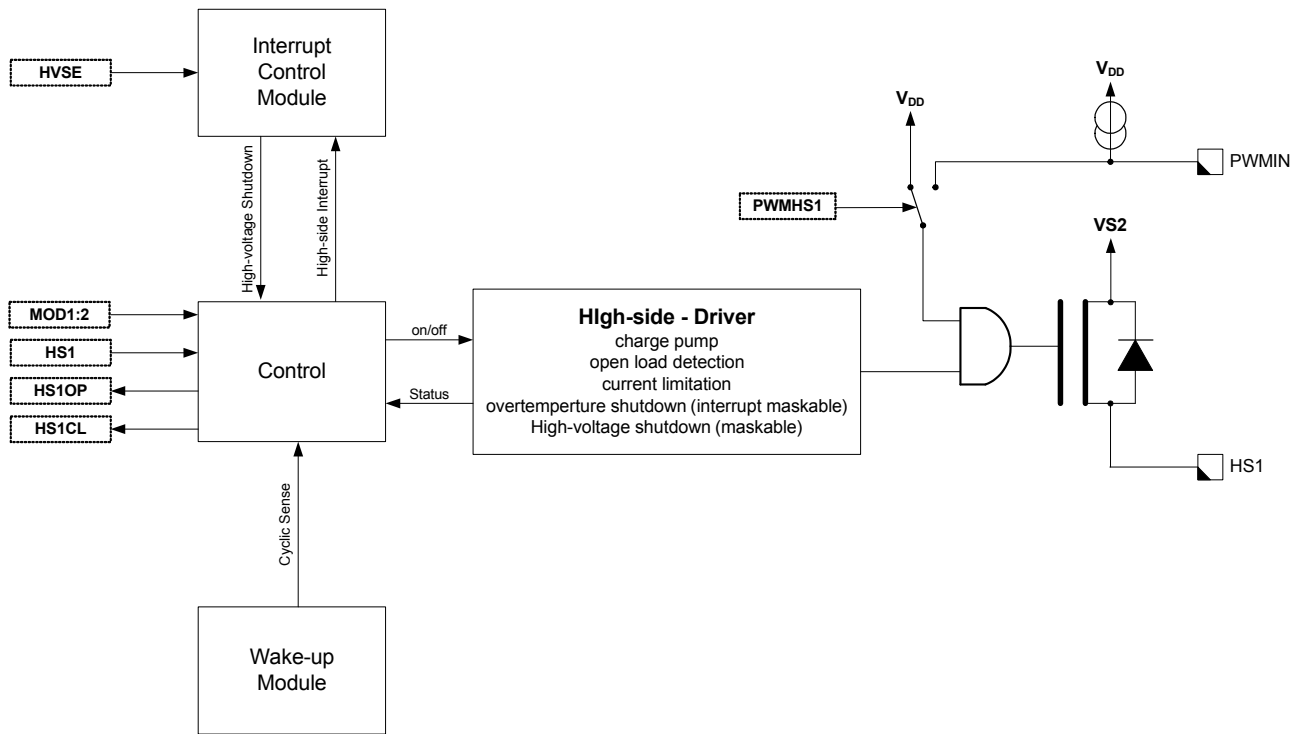 Interrupt
Control
Module
HVSE
High-voltage Shutdown
High-side Interrupt
VDD
VDD
PWMIN
PWMHS1
VS2
MOD1:2
HS1
HS1OP
HS1CL
Control
on/off
Status
HIgh-side - Driver
charge pump
open load detection
current limitation
overtemperture shutdown (interrupt maskable)
High-voltage shutdown (maskable)
HS1
Cyclic Sense
Wake-up
Module